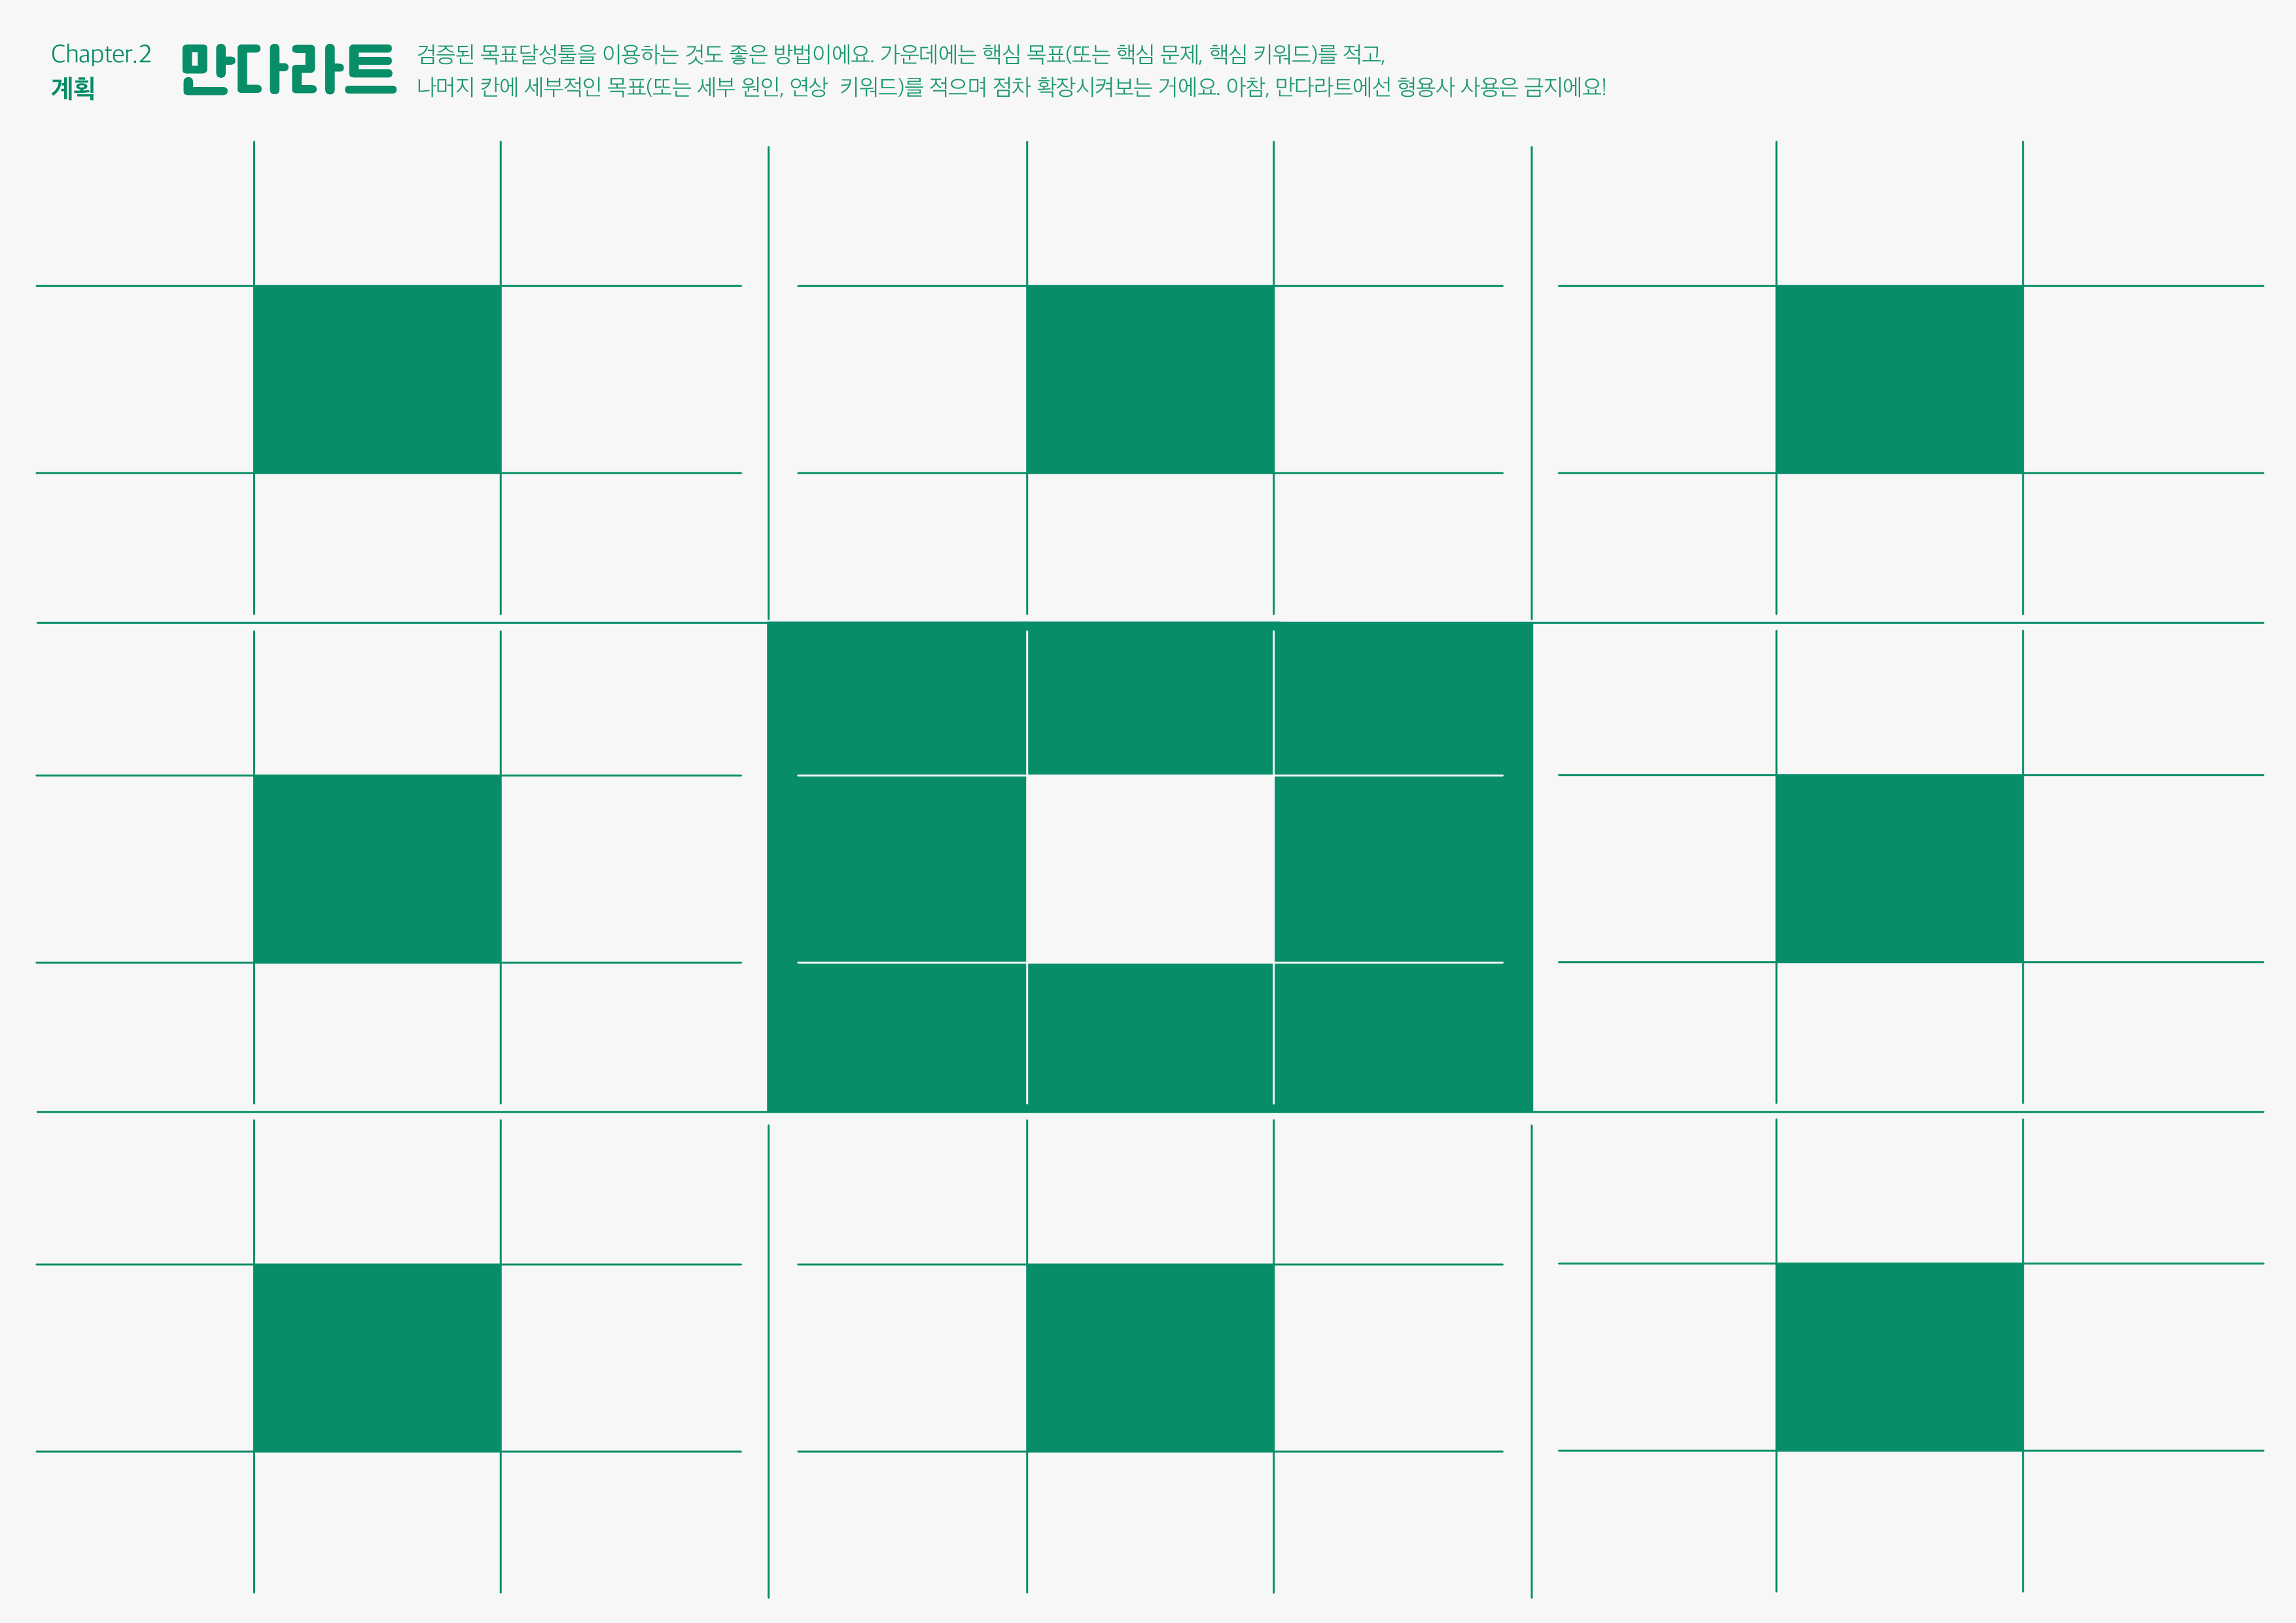 Chapter.2
계획
만다라트
검증된 목표달성툴을 이용하는 것도 좋은 방법이에요. 가운데에는 핵심 목표(또는 핵심 문제, 핵심 키워드)를 적고,
나머지 칸에 세부적인 목표(또는 세부 원인, 연상  키워드)를 적으며 점차 확장시켜보는 거에요. 아참, 만다라트에선 형용사 사용은 금지에요!